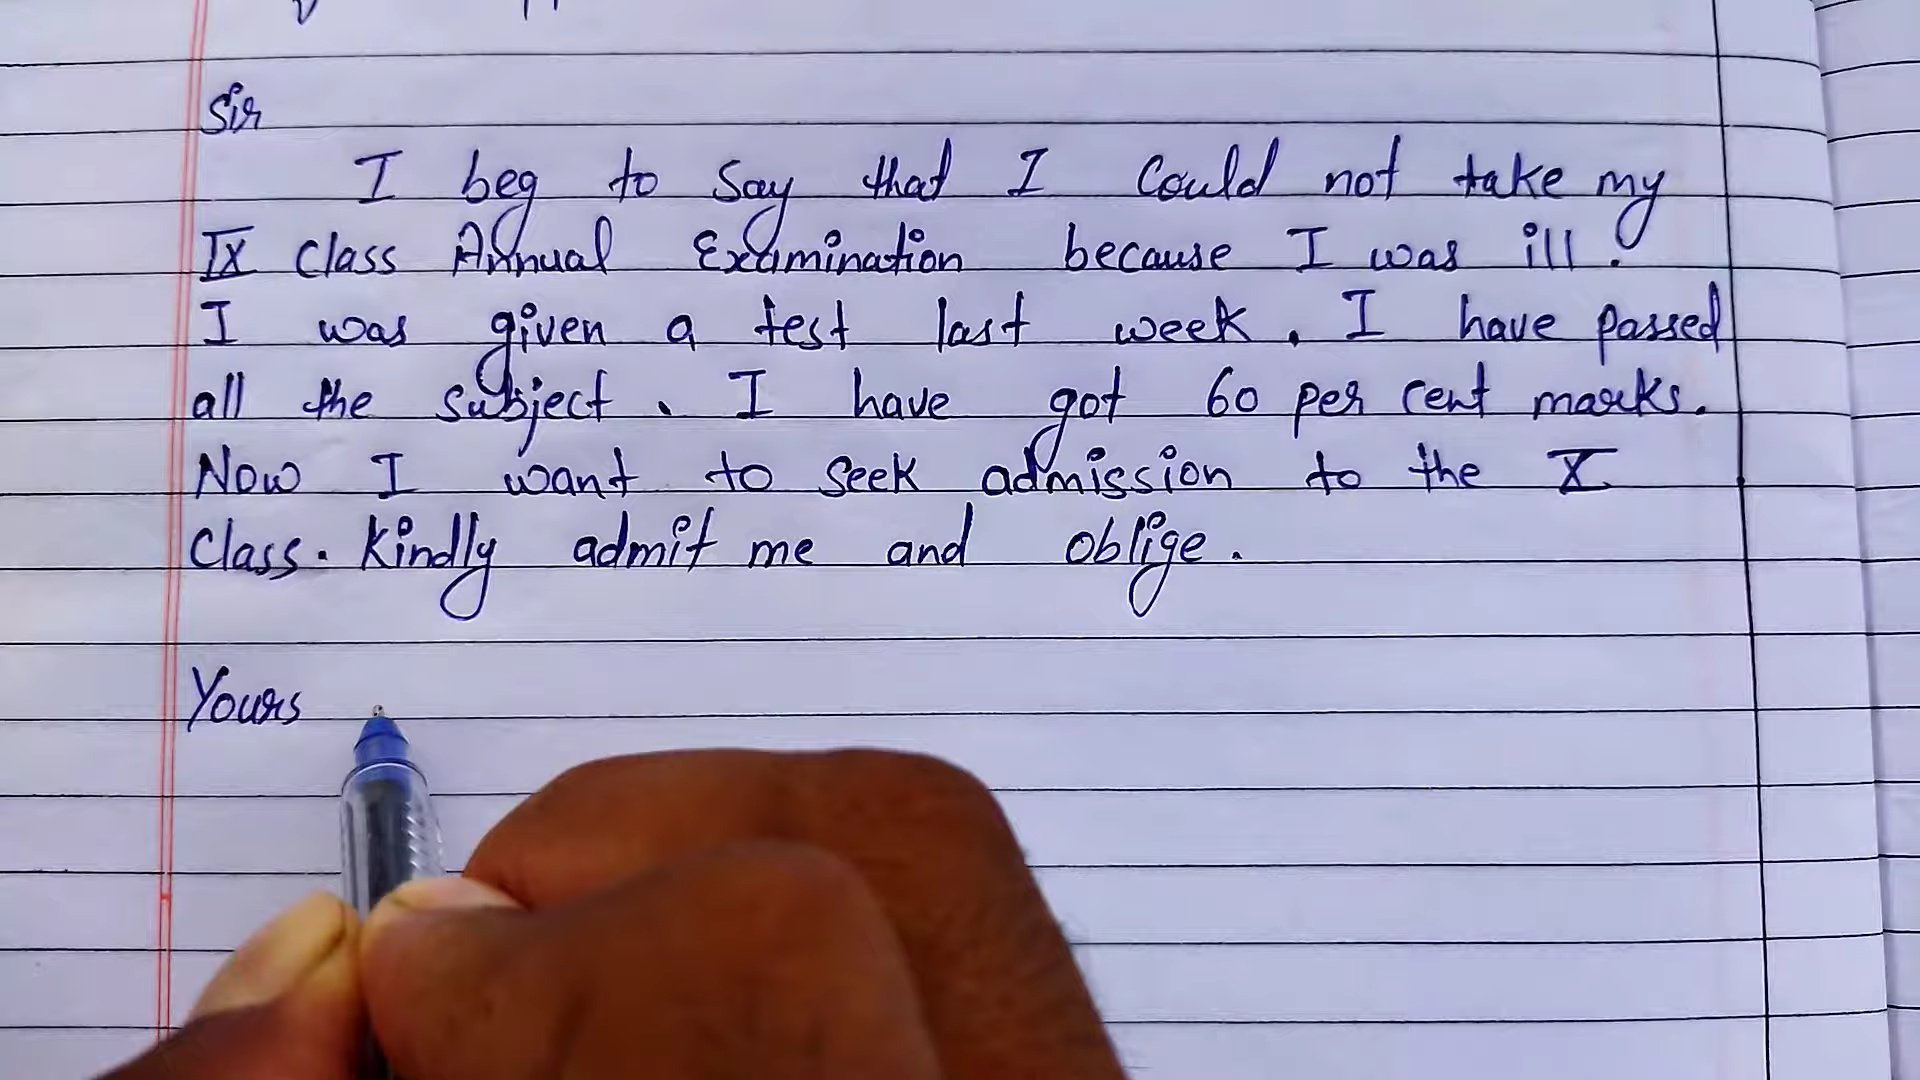 Sir
I beg to say that I could not take my
IX class Annual Examination because I was ill.
I was given a test last week. I have passed
all the subject. I have got 60 per cent marks.
Now I want to seek admission to the X
Class. Kindly admit me and oblige.
Yours